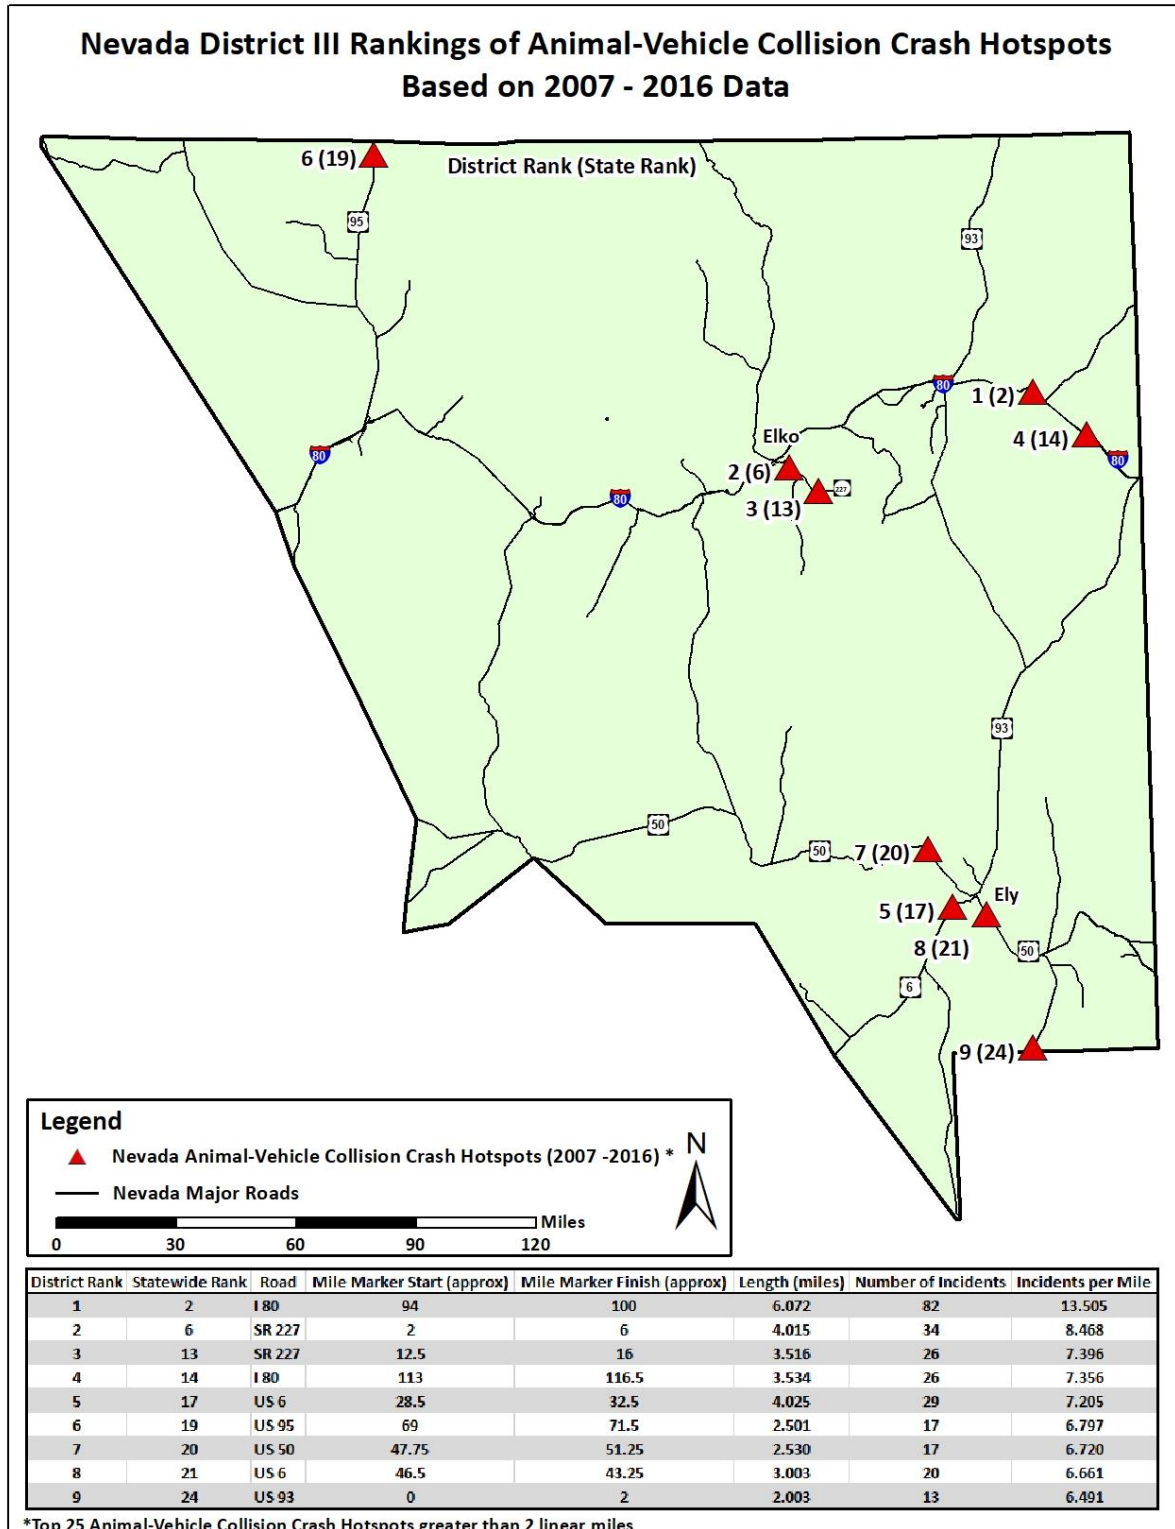 Nevada District III Rankings of Animal-Vehicle Collision Crash Hotspots
Based on 2007 - 2016 Data
6 (19)
District Rank (State Rank)
95
93
80
1 (2)
Elko
4 (14)
80
80
2 (6)
80
227
3 (13)
93
50
50
7 (20)
Ely
5 (17)
8 (21)
50
6
9 (24)
Legend
Nevada Animal-Vehicle Collision Crash Hotspots (2007 -2016) *
N
Nevada Major Roads
Miles
0 30 60 90 120
District Rank Statewide Rank Road Mile Marker Start (approx) Mile Marker Finish (approx) Length (miles) Number of Incidents Incidents per Mile
1 2 I 80 94 100 6.072 82 13.505
2 6 SR 227 2 6 4.015 34 8.468
3 13 SR 227 12.5 16 3.516 26 7.396
4 14 I 80 113 116.5 3.534 26 7.356
5 17 US 6 28.5 32.5 4.025 29 7.205
6 19 US 95 69 71.5 2.501 17 6.797
7 20 US 50 47.75 51.25 2.530 17 6.720
8 21 US 6 46.5 43.25 3.003 20 6.661
9 24 US 93 0 2 2.003 13 6.491
*Top 25 Animal-Vehicle Collision Crash Hotspots greater than 2 linear miles